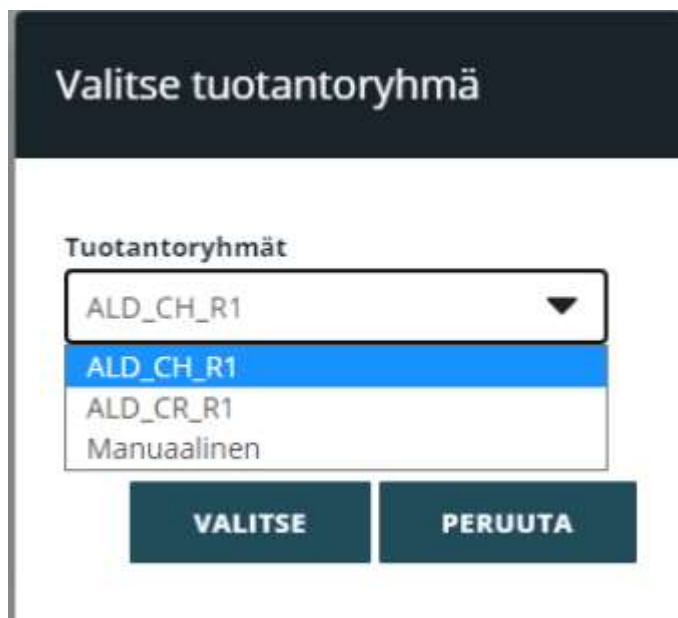 Valitse tuotantoryhmä
Tuotantoryhmät
ALD_CH_R1
ALD_CH_R1
ALD_CR_R1
Manuaalinen
VALITSE PERUUTA